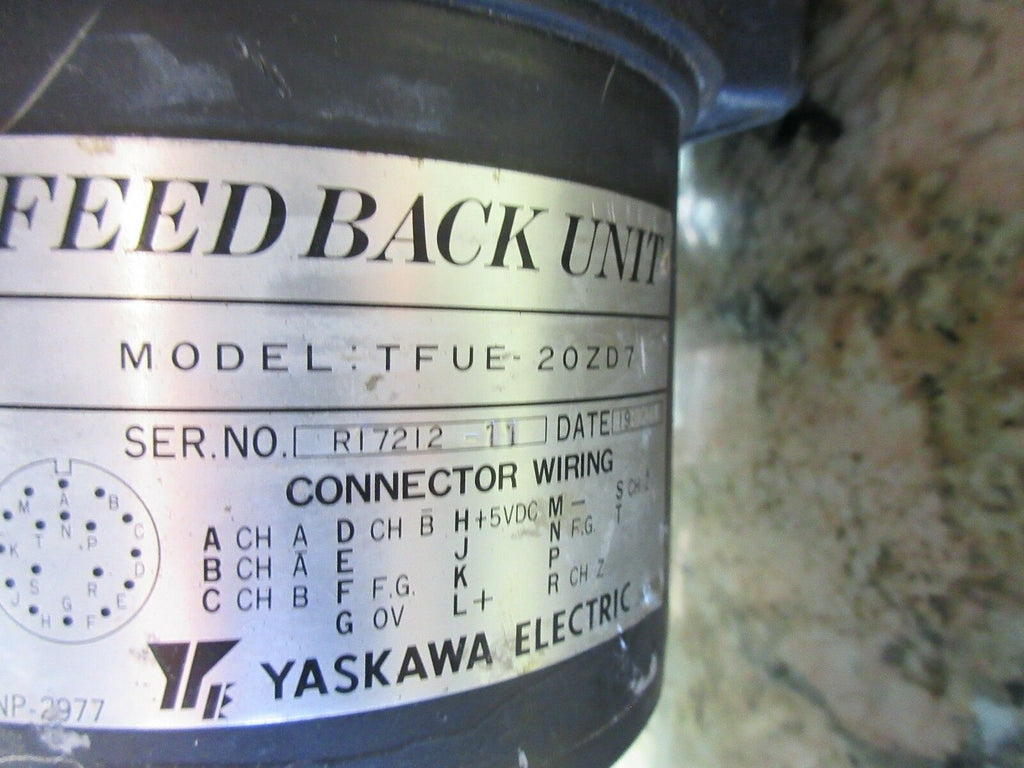 FEED BACK UNIT
MODEL: TFUE-20ZD7
SER.NO. R17212 -11 DATE
CONNECTOR WIRING
A CH A D CH B̅ H+5VDC M— S CH Z̅
B CH A̅ E J N F.G. T
C CH B F F.G. K P
G 0V L+ R CH Z
M A B C D E F G H J K N P R S T
YASKAWA ELECTRIC
NP-2977